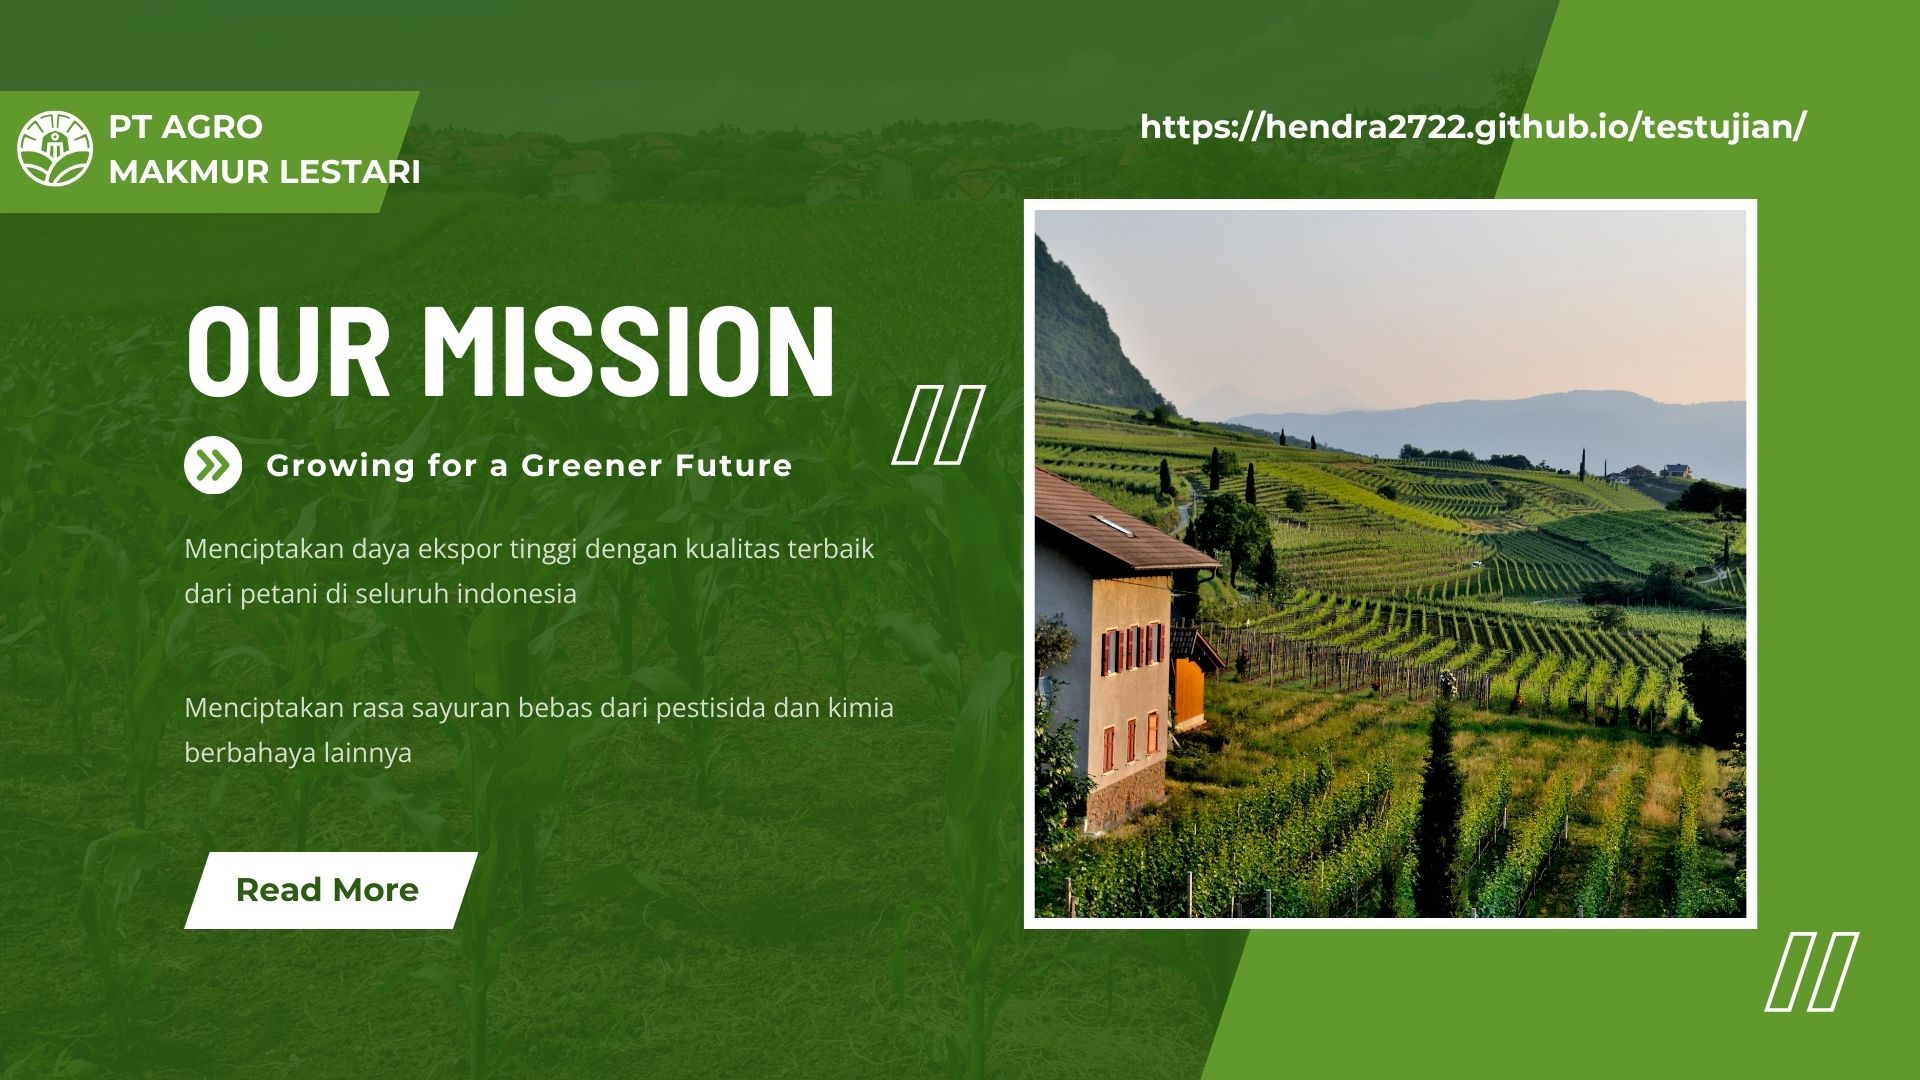 PT AGRO
MAKMUR LESTARI
https://hendra2722.github.io/testujian/
OUR MISSION
Growing for a Greener Future
Menciptakan daya ekspor tinggi dengan kualitas terbaik
dari petani di seluruh indonesia
Menciptakan rasa sayuran bebas dari pestisida dan kimia
berbahaya lainnya
Read More